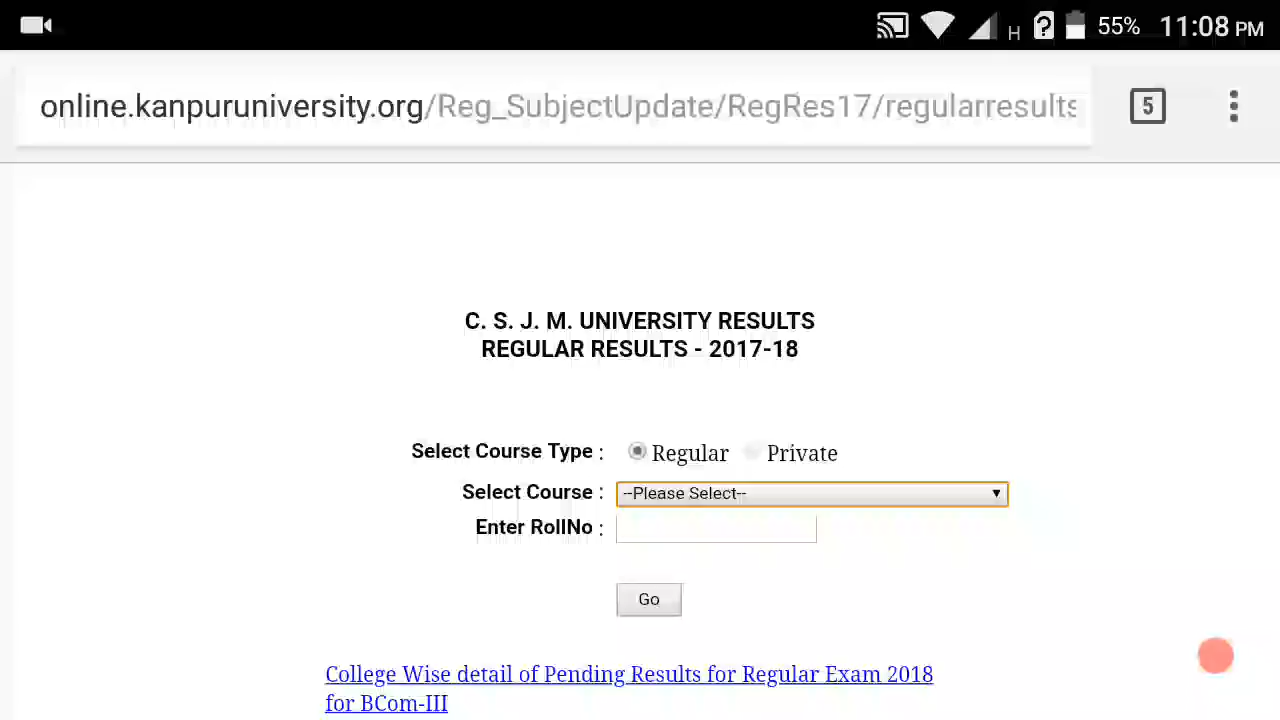 H 55% 11:08 PM
online.kanpuruniversity.org/Reg_SubjectUpdate/RegRes17/regularresults
5
C. S. J. M. UNIVERSITY RESULTS
REGULAR RESULTS - 2017-18
Select Course Type : Regular Private
Select Course : --Please Select--
Enter RollNo :
Go
College Wise detail of Pending Results for Regular Exam 2018
for BCom-III